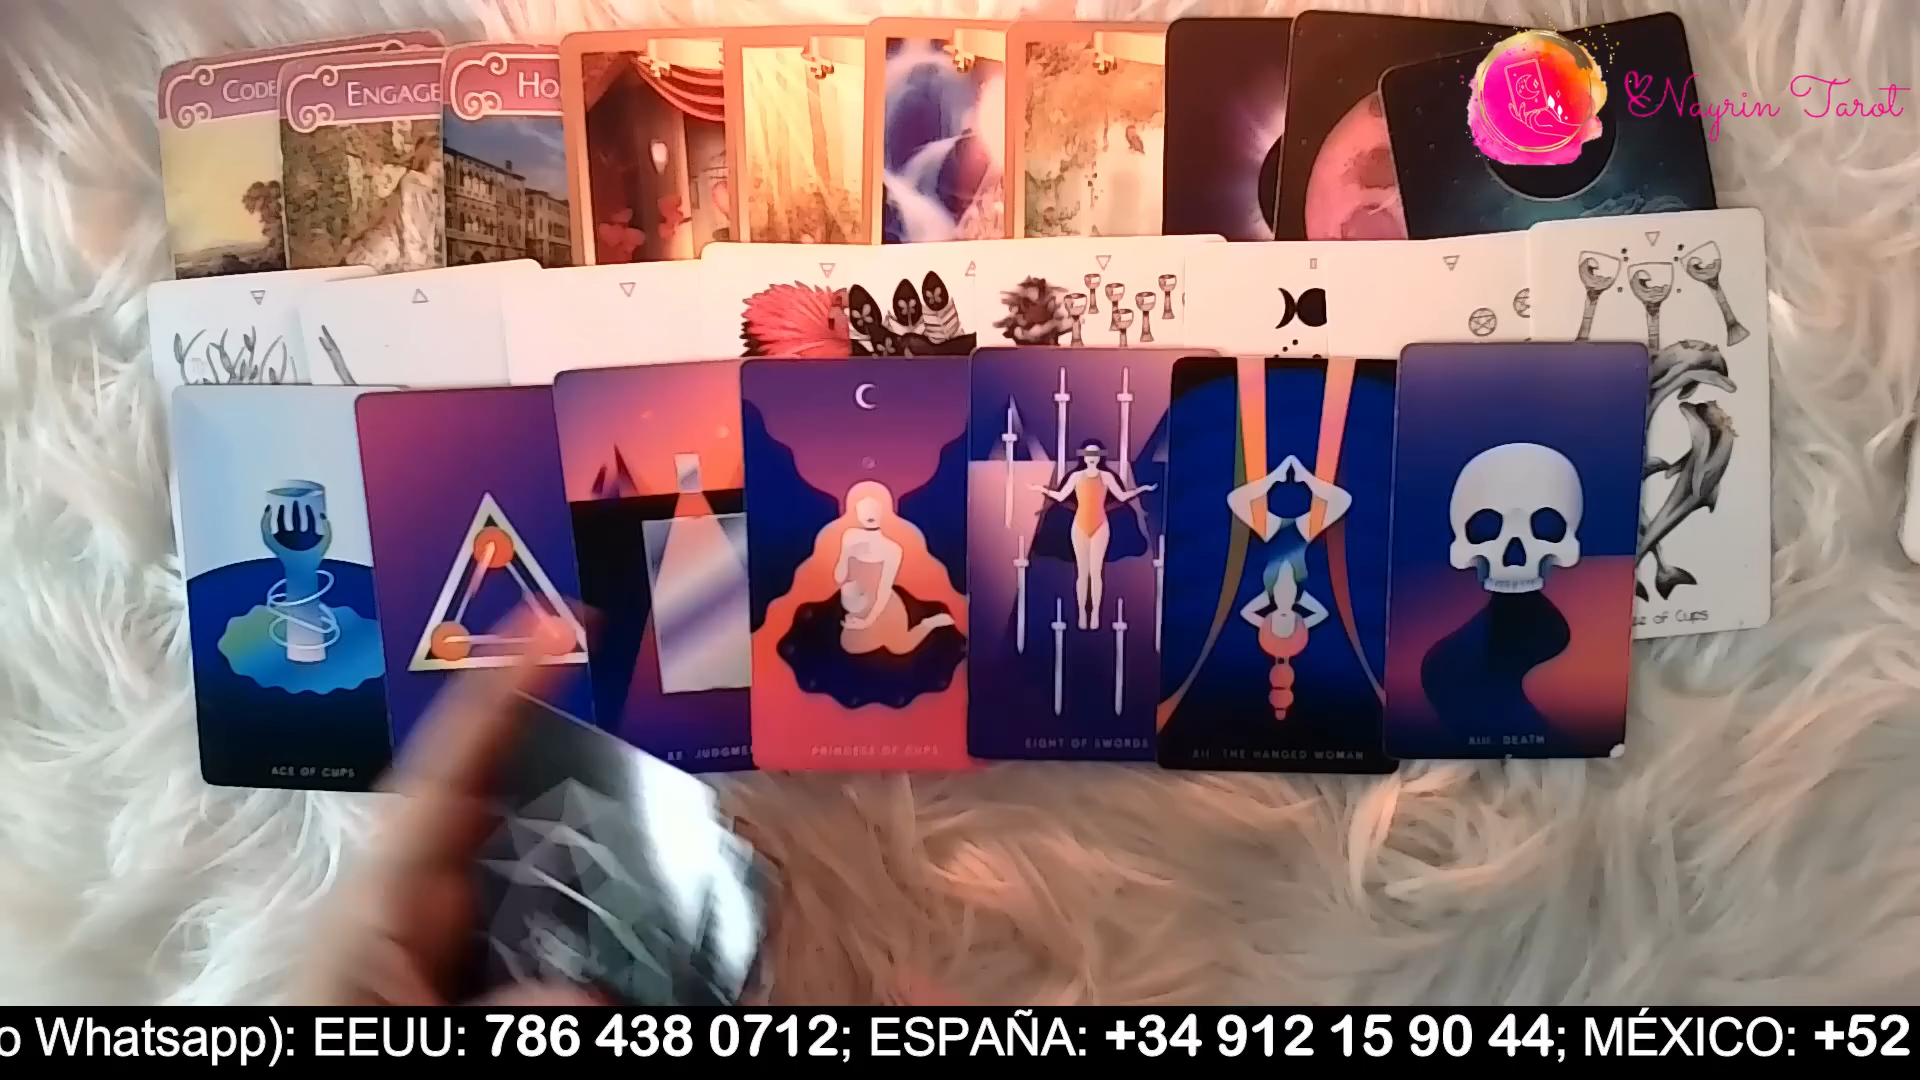 CODE
ENGAGE
HO
Nayrin Tarot
of Cups
ACE OF CUPS
XX. JUDGME
PRINCESS OF CUPS
EIGHT OF SWORDS
XII. THE HANGED WOMAN
XIII. DEATH
o Whatsapp): EEUU: 786 438 0712; ESPAÑA: +34 912 15 90 44; MÉXICO: +52